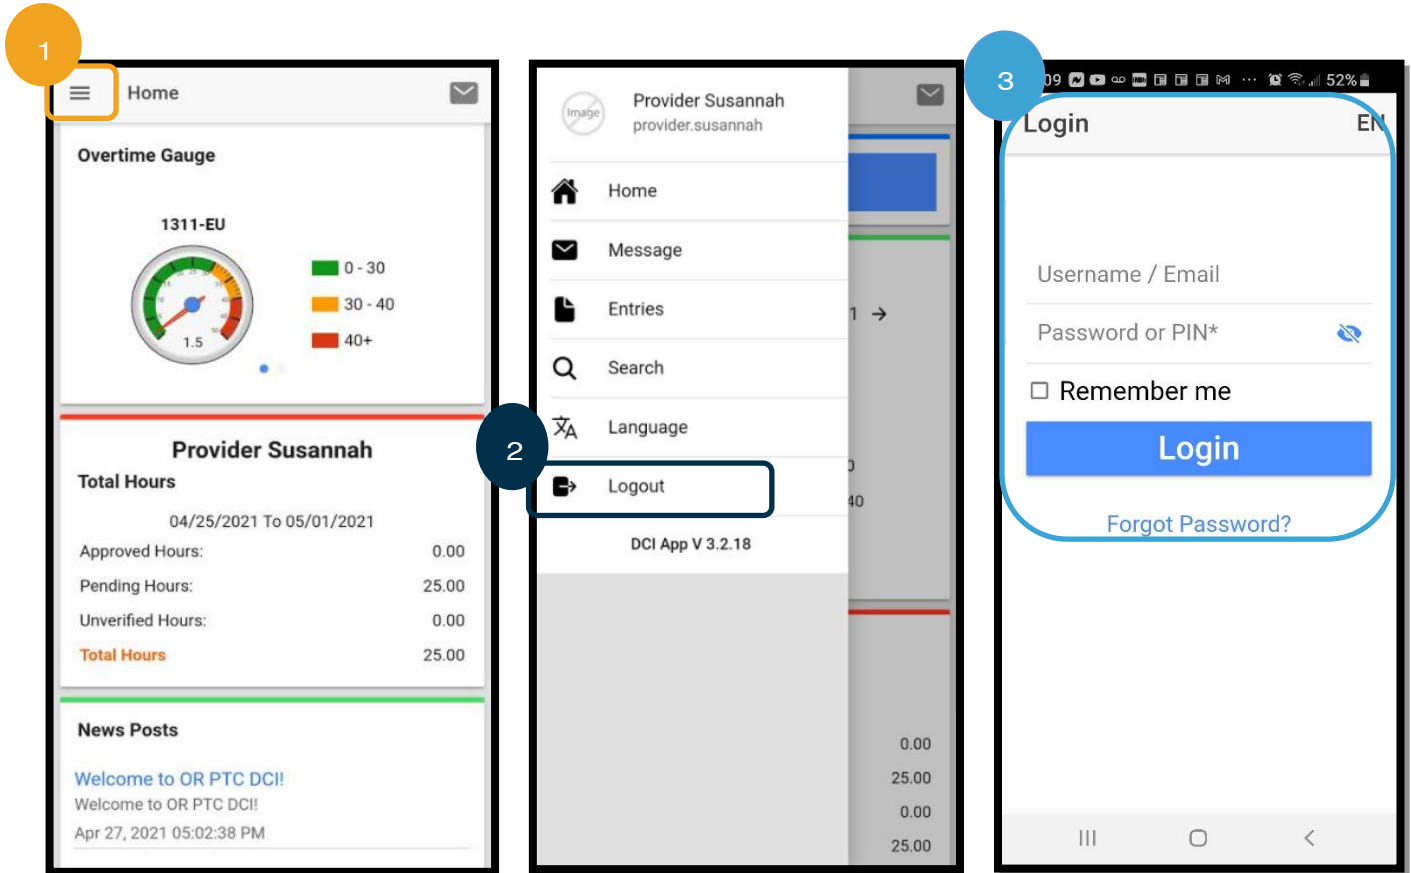 1
Home
Overtime Gauge
1311-EU
0 - 30
30 - 40
40+
1.5
Provider Susannah
Total Hours
04/25/2021 To 05/01/2021
Approved Hours: 0.00
Pending Hours: 25.00
Unverified Hours: 0.00
Total Hours 25.00
News Posts
Welcome to OR PTC DCI!
Welcome to OR PTC DCI!
Apr 27, 2021 05:02:38 PM
2
Image
Provider Susannah
provider.susannah
Home
Message
Entries
1
Search
Language
Logout
40
DCI App V 3.2.18
0.00
25.00
0.00
25.00
3
09 52%
Login EN
Username / Email
Password or PIN*
Remember me
Login
Forgot Password?